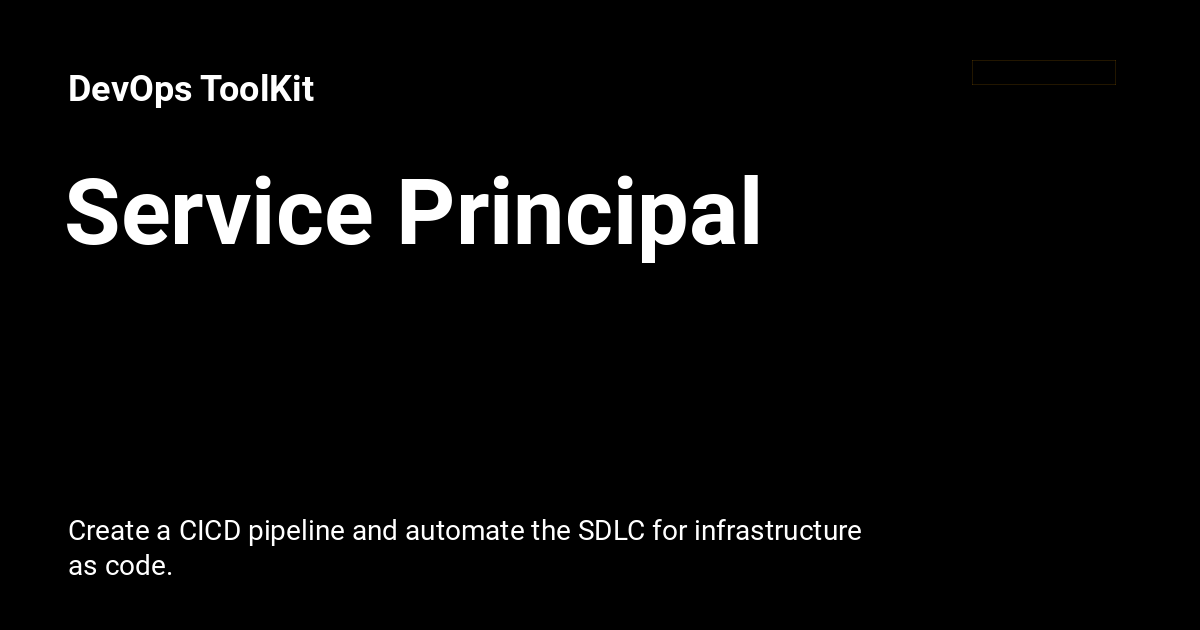 DevOps ToolKit
Service Principal
Create a CICD pipeline and automate the SDLC for infrastructure
as code.